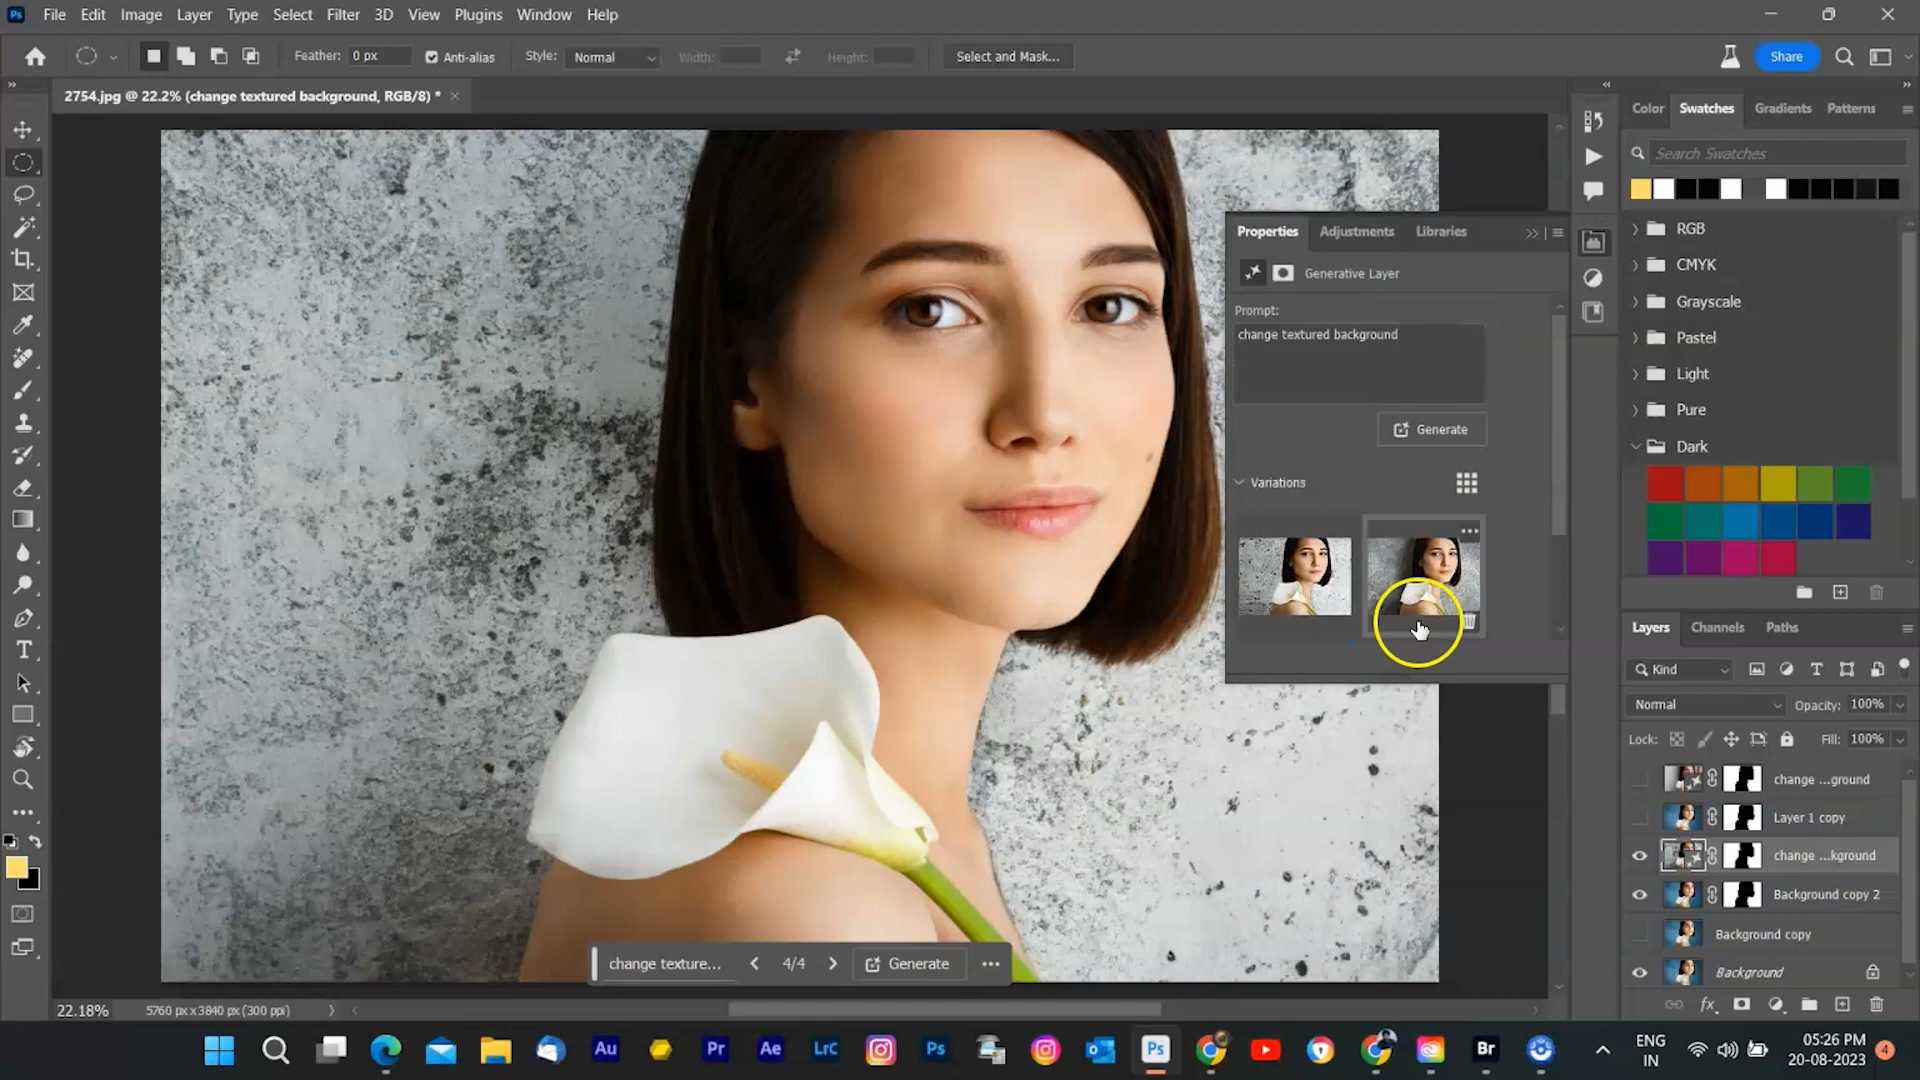 Ps File Edit Image Layer Type Select Filter 3D View Plugins Window Help
Feather: 0 px Anti-alias Style: Normal Width: Height: Select and Mask... Share
2754.jpg @ 22.2% (change textured background, RGB/8) * ×
Color Swatches Gradients Patterns
Search Swatches
RGB
CMYK
Grayscale
Pastel
Light
Pure
Dark
Properties Adjustments Libraries
Generative Layer
Prompt:
change textured background
Generate
Variations
Layers Channels Paths
Kind
Normal Opacity: 100%
Lock: Fill: 100%
change ...ground
Layer 1 copy
change ...kground
Background copy 2
Background copy
Background
change texture... 4/4 Generate
22.18% 5760 px x 3840 px (300 ppi)
Au Pr Ae LrC Ps Ps Br
ENG
IN
05:26 PM
20-08-2023
4